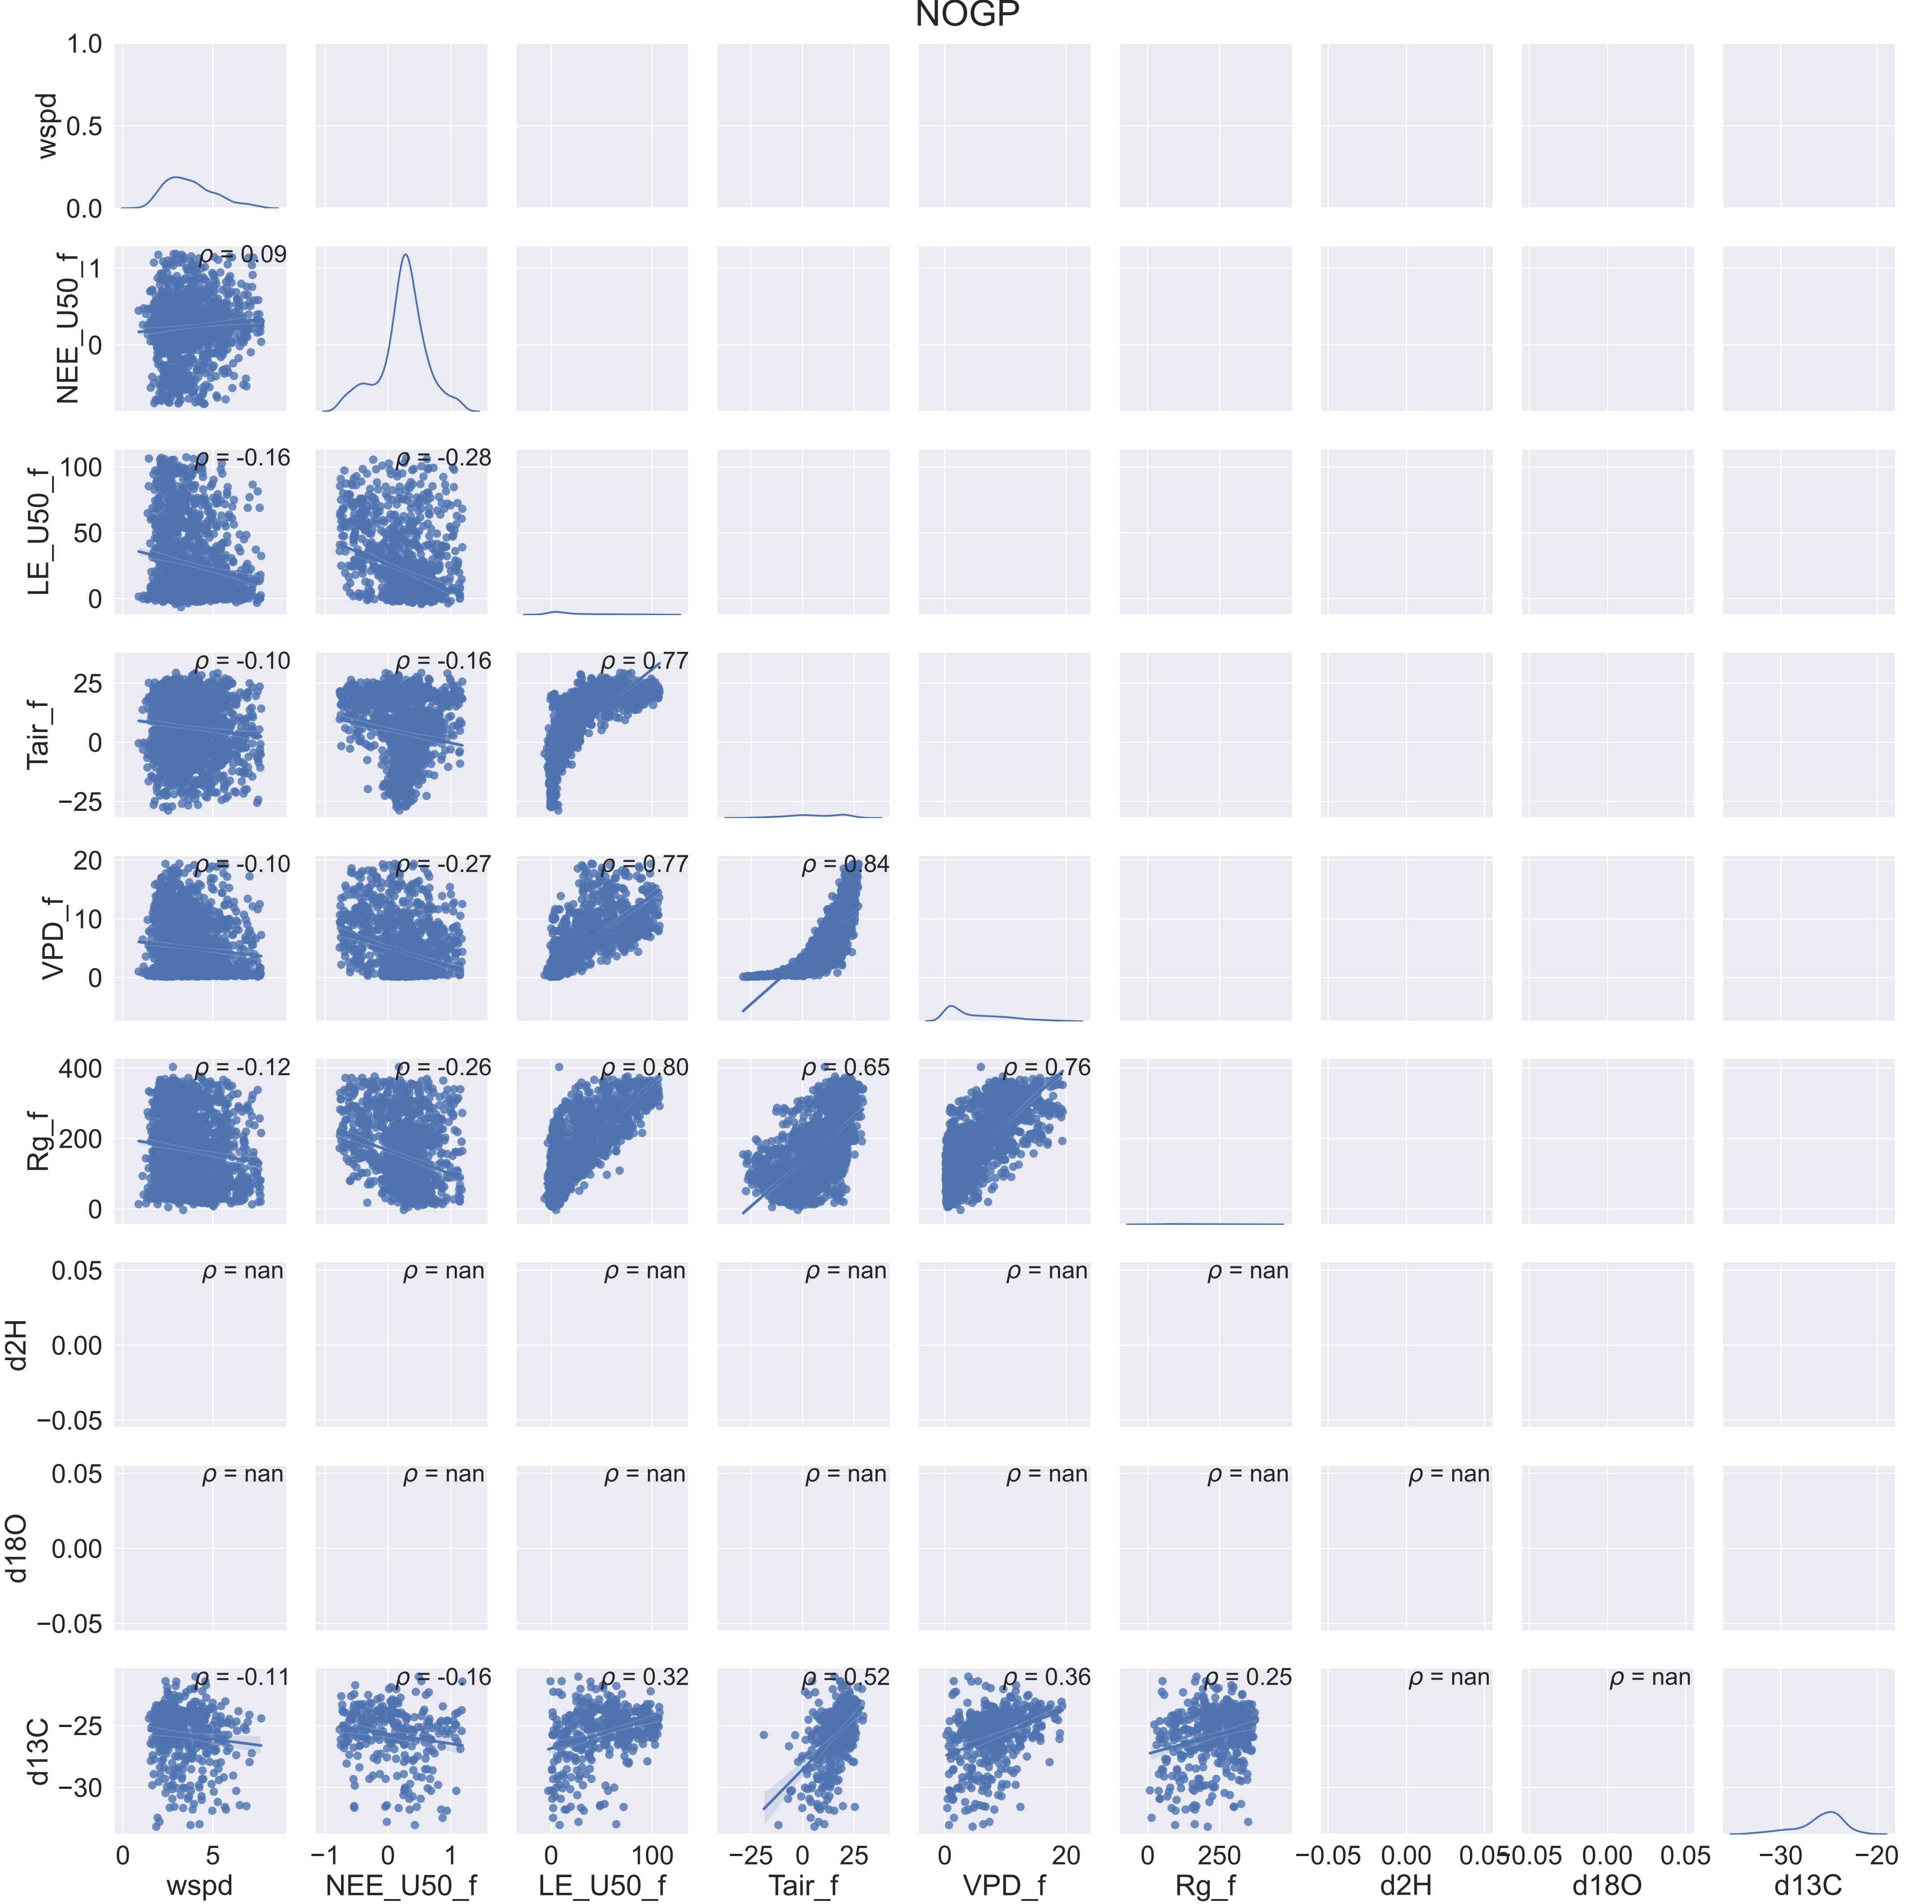 NOGP
1.0
0.5
0.0
wspd
ρ = 0.09
1
0
NEE_U50_f
ρ = -0.16 ρ = -0.28
100
50
0
LE_U50_f
ρ = -0.10 ρ = -0.16 ρ = 0.77
25
0
−25
Tair_f
ρ = -0.10 ρ = -0.27 ρ = 0.77 ρ = 0.84
20
10
0
VPD_f
ρ = -0.12 ρ = -0.26 ρ = 0.80 ρ = 0.65 ρ = 0.76
400
300
200
100
0
Rg_f
ρ = nan ρ = nan ρ = nan ρ = nan ρ = nan ρ = nan
0.05
0.00
−0.05
d2H
ρ = nan ρ = nan ρ = nan ρ = nan ρ = nan ρ = nan ρ = nan
0.05
0.00
−0.05
d18O
ρ = -0.11 ρ = -0.16 ρ = 0.32 ρ = 0.52 ρ = 0.36 ρ = 0.25 ρ = nan ρ = nan
−25
−30
d13C
0 5 −1 0 1 0 100 −25 0 25 0 20 0 250 −0.05 0.00 0.05 −0.05 0.00 0.05 −30 −20
wspd NEE_U50_f LE_U50_f Tair_f VPD_f Rg_f d2H d18O d13C